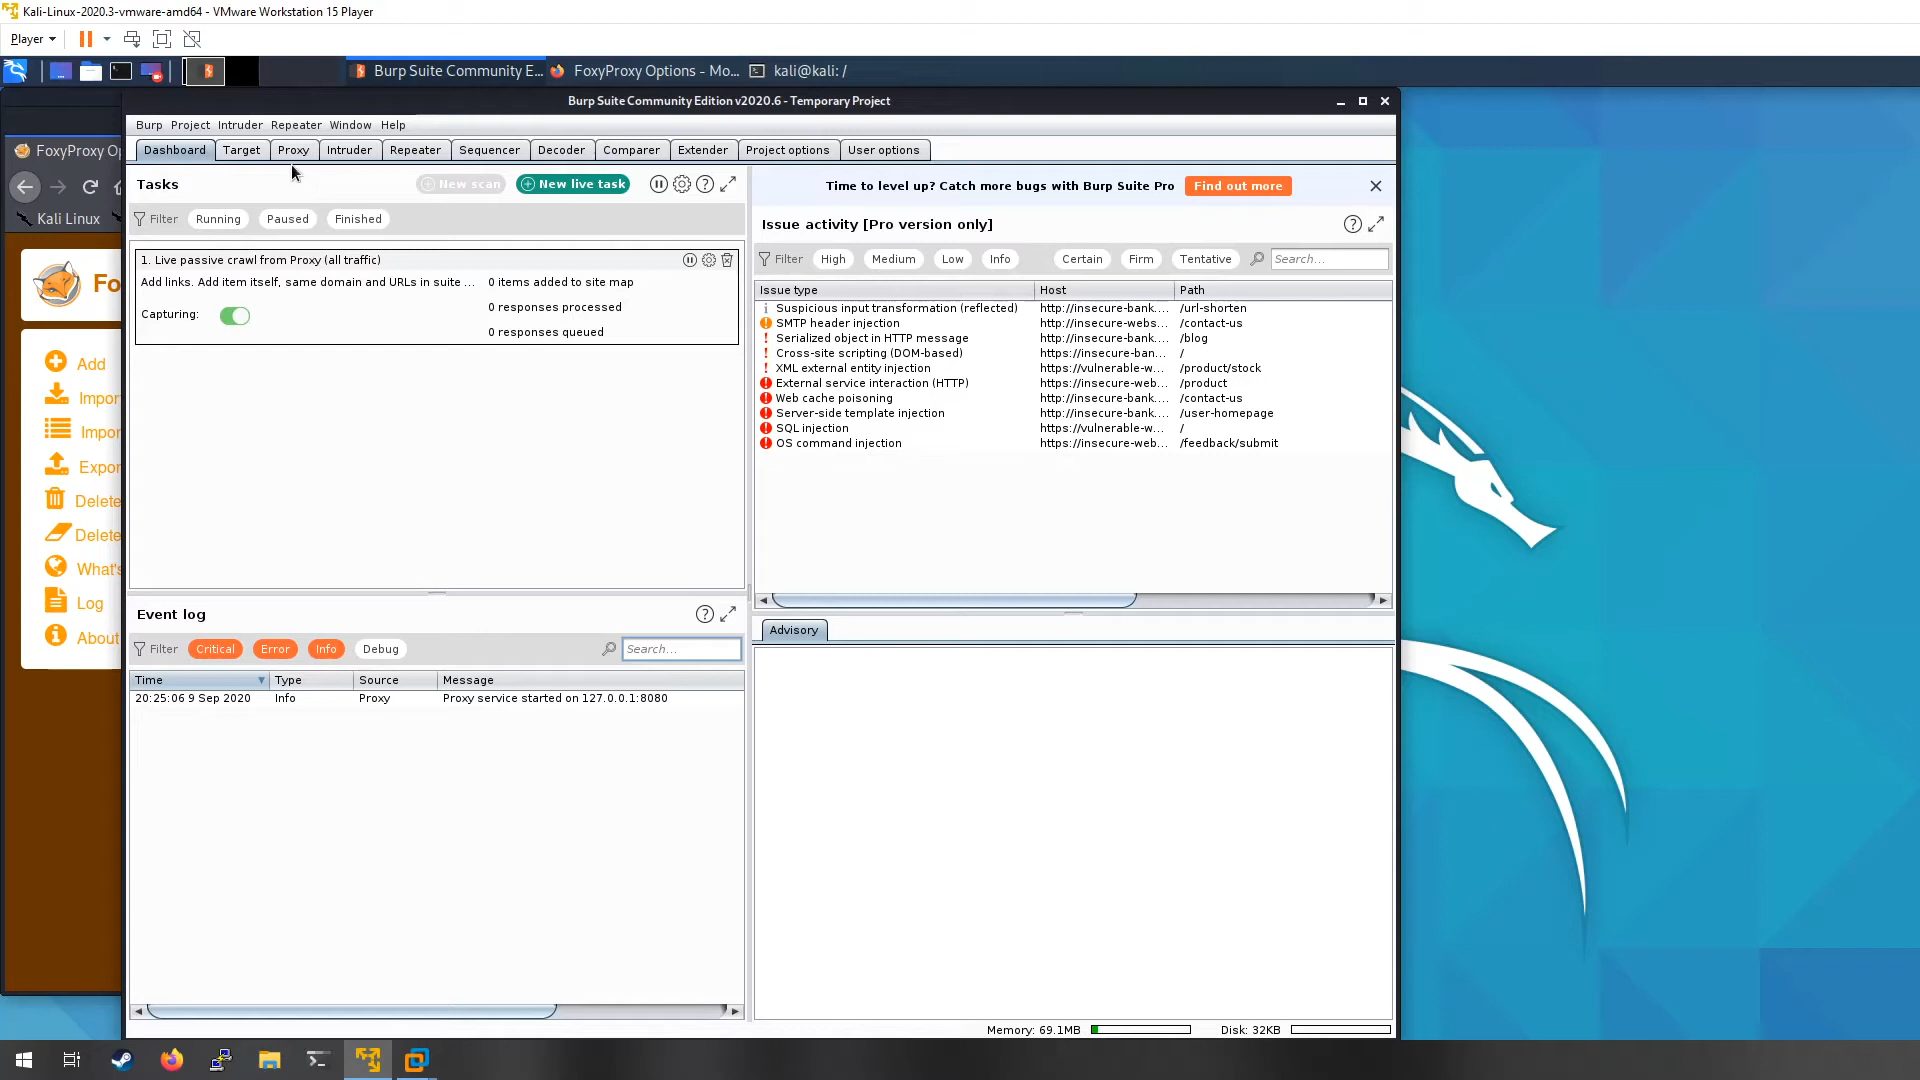 Kali-Linux-2020.3-vmware-amd64 - VMware Workstation 15 Player
Player
Burp Suite Community E...
FoxyProxy Options - Mo...
kali@kali: /
Burp Suite Community Edition v2020.6 - Temporary Project
Burp Project Intruder Repeater Window Help
Dashboard Target Proxy Intruder Repeater Sequencer Decoder Comparer Extender Project options User options
FoxyProxy Op
Kali Linux
Fo
Add
Impor
Impor
Expor
Delete
Delete
What's
Log
About
Tasks
New scan
New live task
Filter Running Paused Finished
1. Live passive crawl from Proxy (all traffic)
Add links. Add item itself, same domain and URLs in suite ...
0 items added to site map
Capturing:
0 responses processed
0 responses queued
Time to level up? Catch more bugs with Burp Suite Pro
Find out more
Issue activity [Pro version only]
Filter High Medium Low Info Certain Firm Tentative Search...
Issue type Host Path
Suspicious input transformation (reflected) http://insecure-bank.... /url-shorten
SMTP header injection http://insecure-webs... /contact-us
Serialized object in HTTP message http://insecure-bank.... /blog
Cross-site scripting (DOM-based) https://insecure-ban... /
XML external entity injection https://vulnerable-w... /product/stock
External service interaction (HTTP) https://insecure-web... /product
Web cache poisoning http://insecure-bank.... /contact-us
Server-side template injection http://insecure-bank.... /user-homepage
SQL injection https://vulnerable-w... /
OS command injection https://insecure-web... /feedback/submit
Event log
Filter Critical Error Info Debug Search...
Time Type Source Message
20:25:06 9 Sep 2020 Info Proxy Proxy service started on 127.0.0.1:8080
Advisory
Memory: 69.1MB
Disk: 32KB